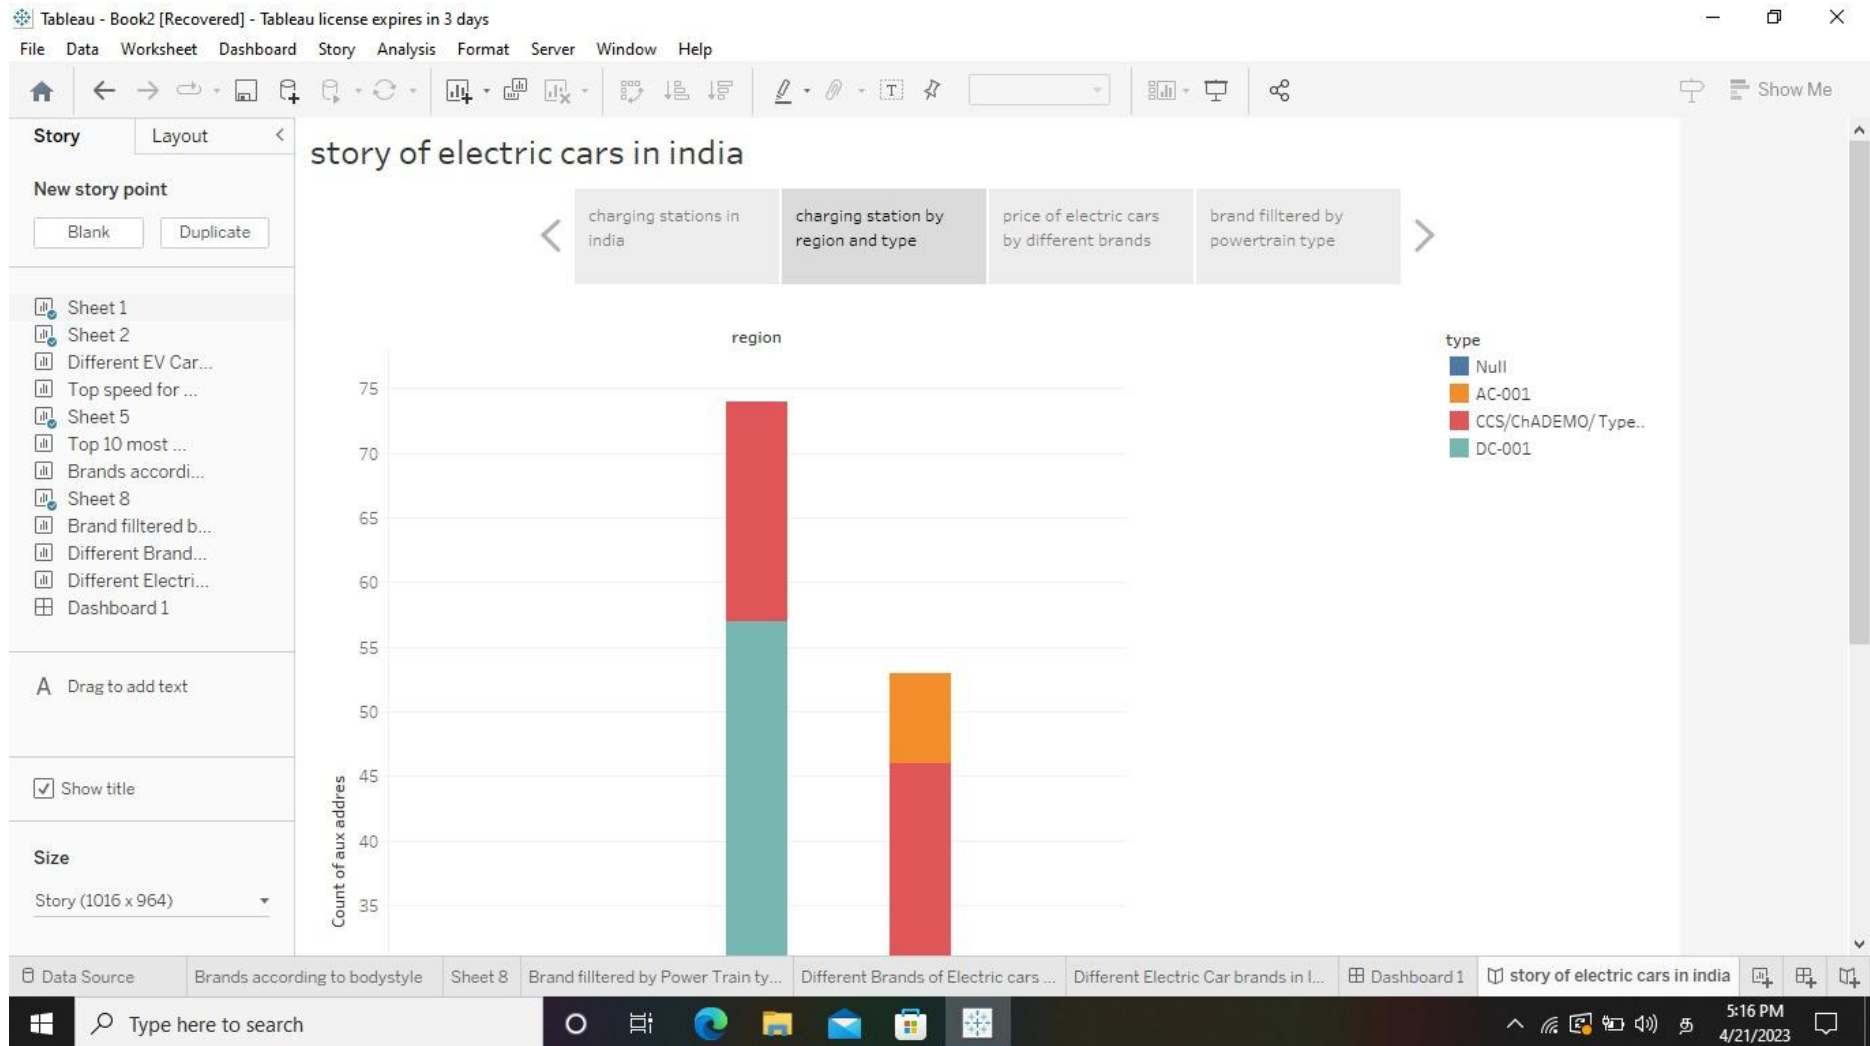 Tableau - Book2 [Recovered] - Tableau license expires in 3 days
File Data Worksheet Dashboard Story Analysis Format Server Window Help
Show Me
Story Layout
New story point
Blank Duplicate
Sheet 1
Sheet 2
Different EV Car...
Top speed for ...
Sheet 5
Top 10 most ...
Brands accordi...
Sheet 8
Brand filltered b...
Different Brand...
Different Electri...
Dashboard 1
A Drag to add text
Show title
Size
Story (1016 x 964)
story of electric cars in india
charging stations in
india
charging station by
region and type
price of electric cars
by different brands
brand filltered by
powertrain type
region
75
70
65
60
55
50
45
40
35
Count of aux addres
type
Null
AC-001
CCS/ChADEMO/ Type..
DC-001
Data Source Brands according to bodystyle Sheet 8 Brand filltered by Power Train ty... Different Brands of Electric cars ... Different Electric Car brands in I... Dashboard 1 story of electric cars in india
Type here to search
த
5:16 PM
4/21/2023